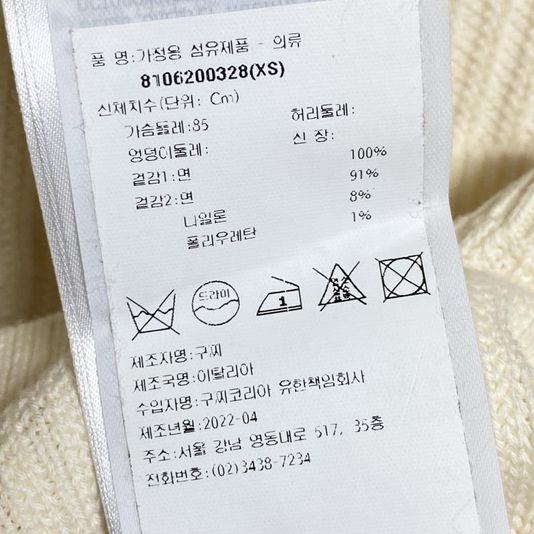 품 명:가정용 섬유제품 - 의류
8106200328(XS)
신체치수(단위: Cm)
가슴둘레:85
허리둘레:
엉덩이둘레:
신 장:
겉감1:면
100%
겉감2:면
91%
나일론
8%
폴리우레탄
1%
드라이
1
제조자명:구찌
제조국명:이탈리아
수입자명:구찌코리아 유한책임회사
제조년월:2022-04
주소:서울 강남 영동대로 517, 35층
전화번호:(02)3438-7234